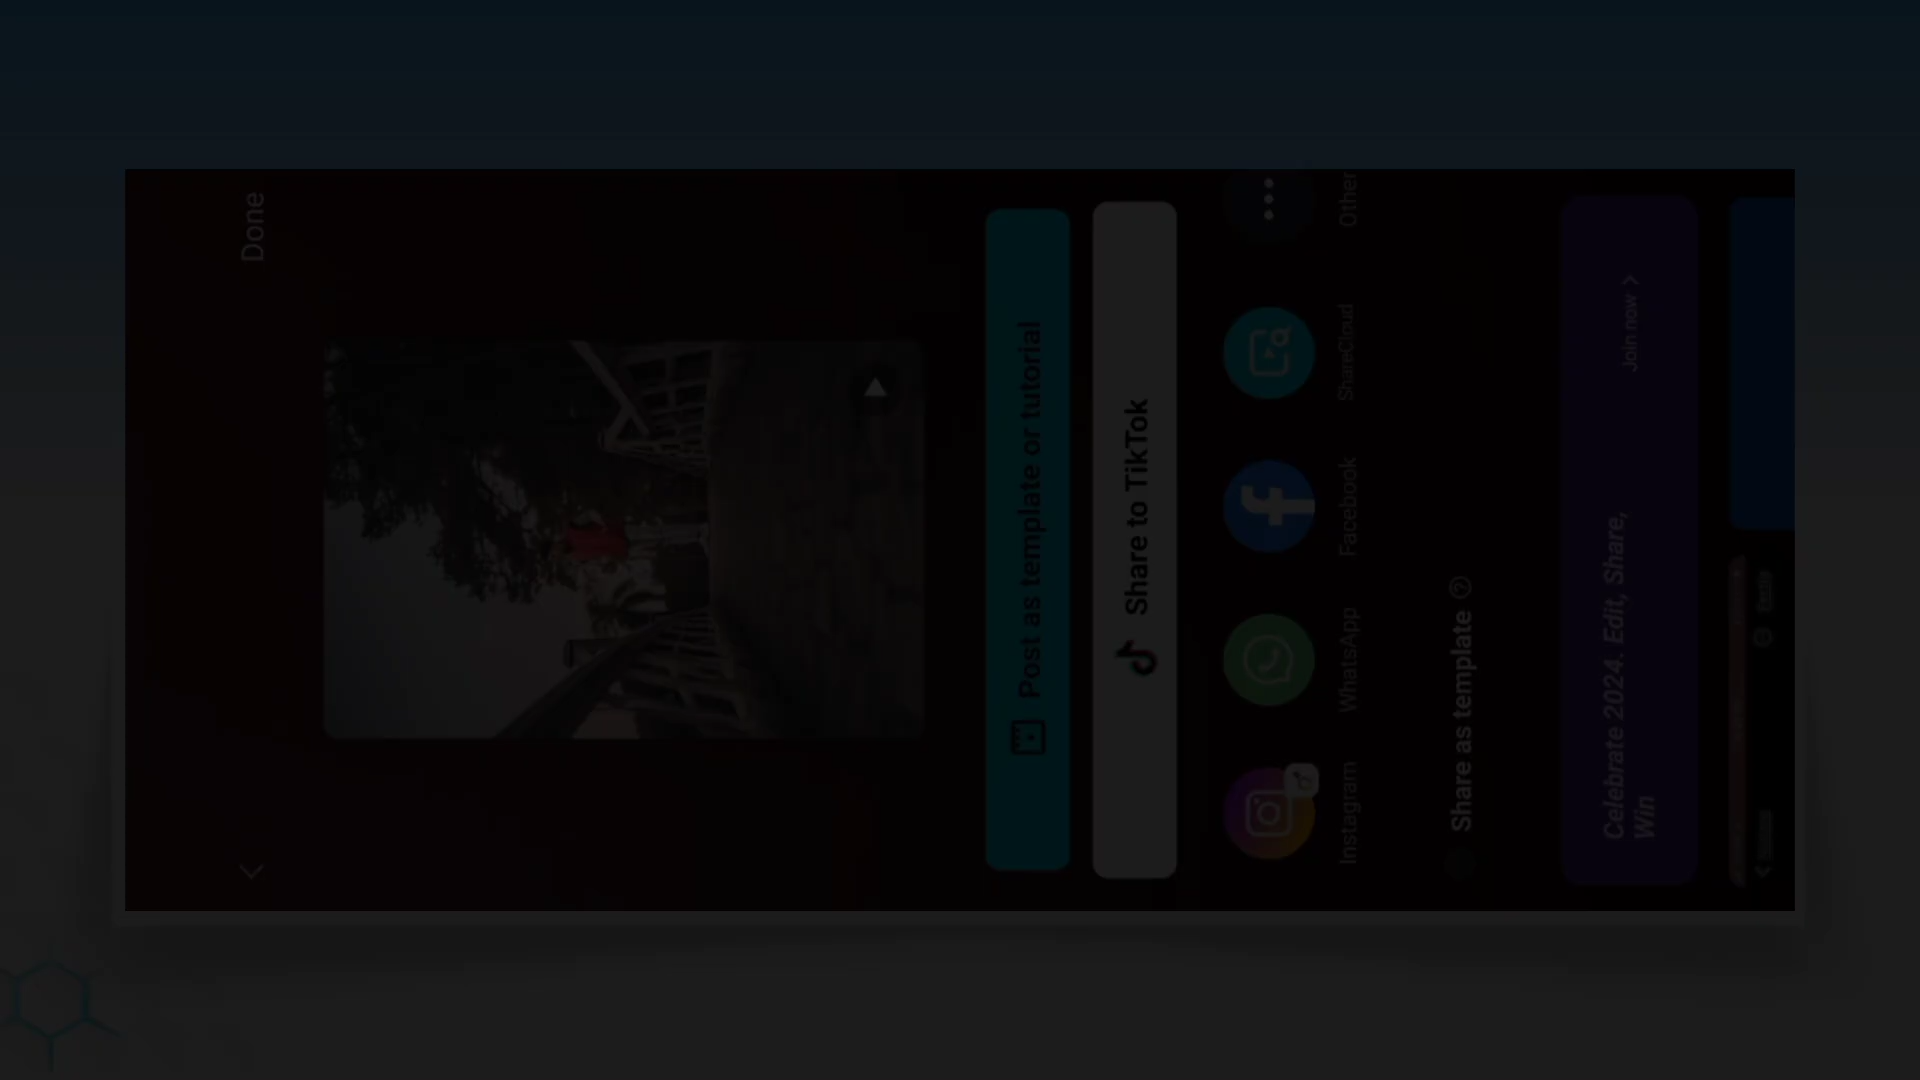 Done
Post as template or tutorial
Share to TikTok
Instagram
WhatsApp
Facebook
ShareCloud
Other
Share as template
Celebrate 2024. Edit, Share,
Win
Join now >